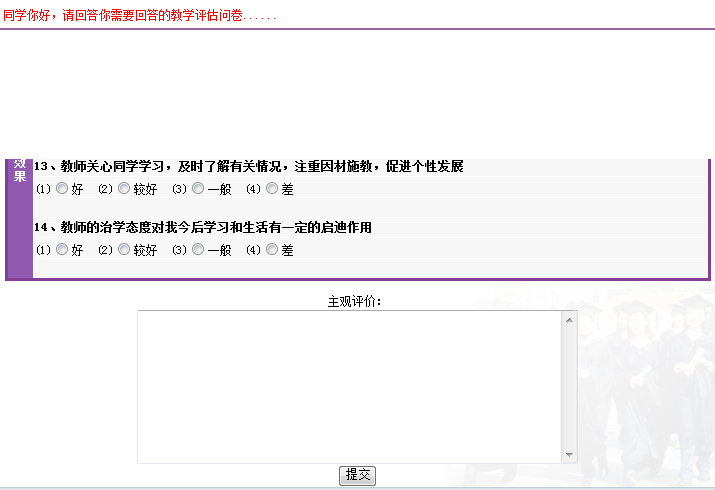 同学你好，请回答你需要回答的教学评估问卷......
效果
13、教师关心同学学习，及时了解有关情况，注重因材施教，促进个性发展
(1) 好 (2) 较好 (3) 一般 (4) 差
14、教师的治学态度对我今后学习和生活有一定的启迪作用
(1) 好 (2) 较好 (3) 一般 (4) 差
主观评价：
提交